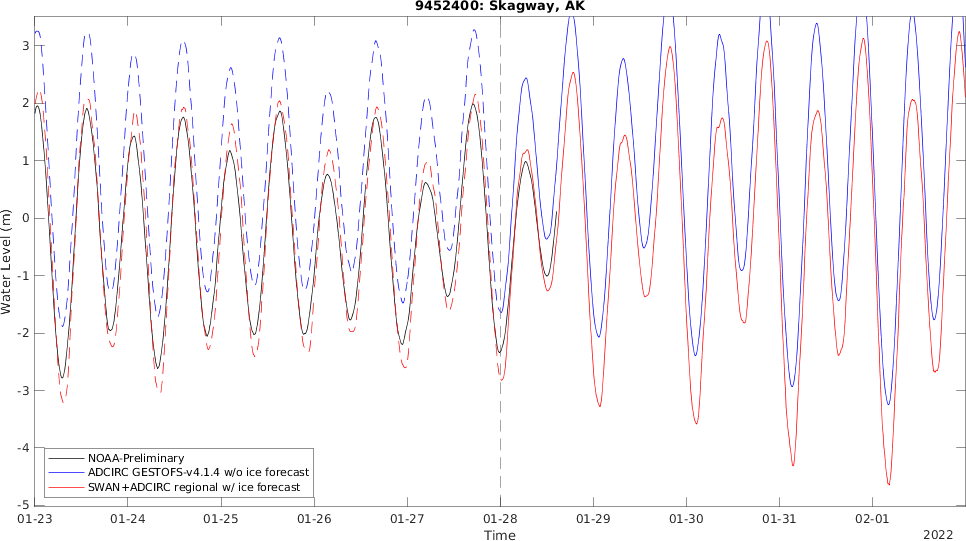 9452400: Skagway, AK
Water Level (m)
3
2
1
0
-1
-2
-3
-4
-5
NOAA-Preliminary
ADCIRC GESTOFS-v4.1.4 w/o ice forecast
SWAN+ADCIRC regional w/ ice forecast
01-23 01-24 01-25 01-26 01-27 01-28 01-29 01-30 01-31 02-01
Time
2022